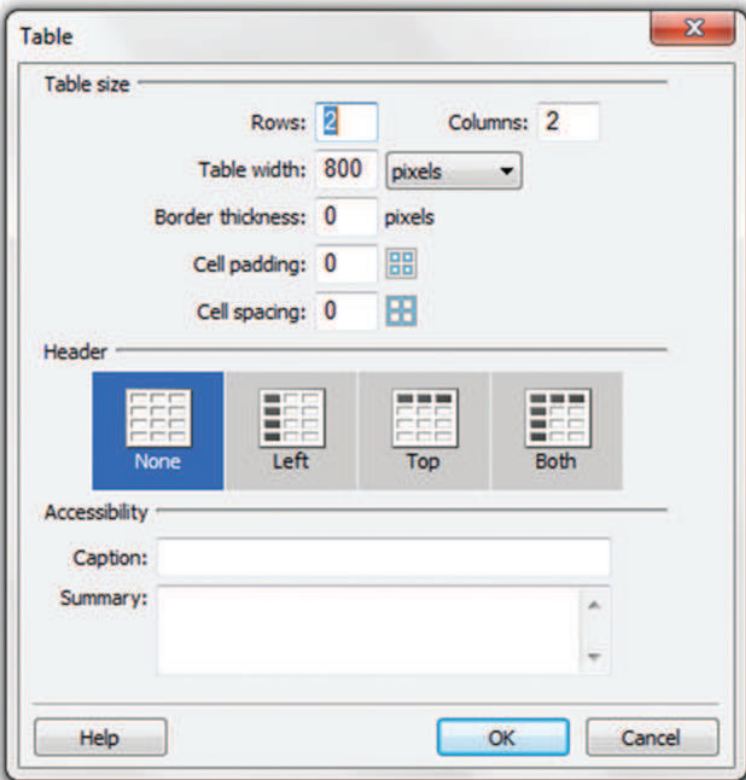 Table
Table size
Rows: 2 Columns: 2
Table width: 800 pixels
Border thickness: 0 pixels
Cell padding: 0
Cell spacing: 0
Header
None Left Top Both
Accessibility
Caption:
Summary:
Help OK Cancel